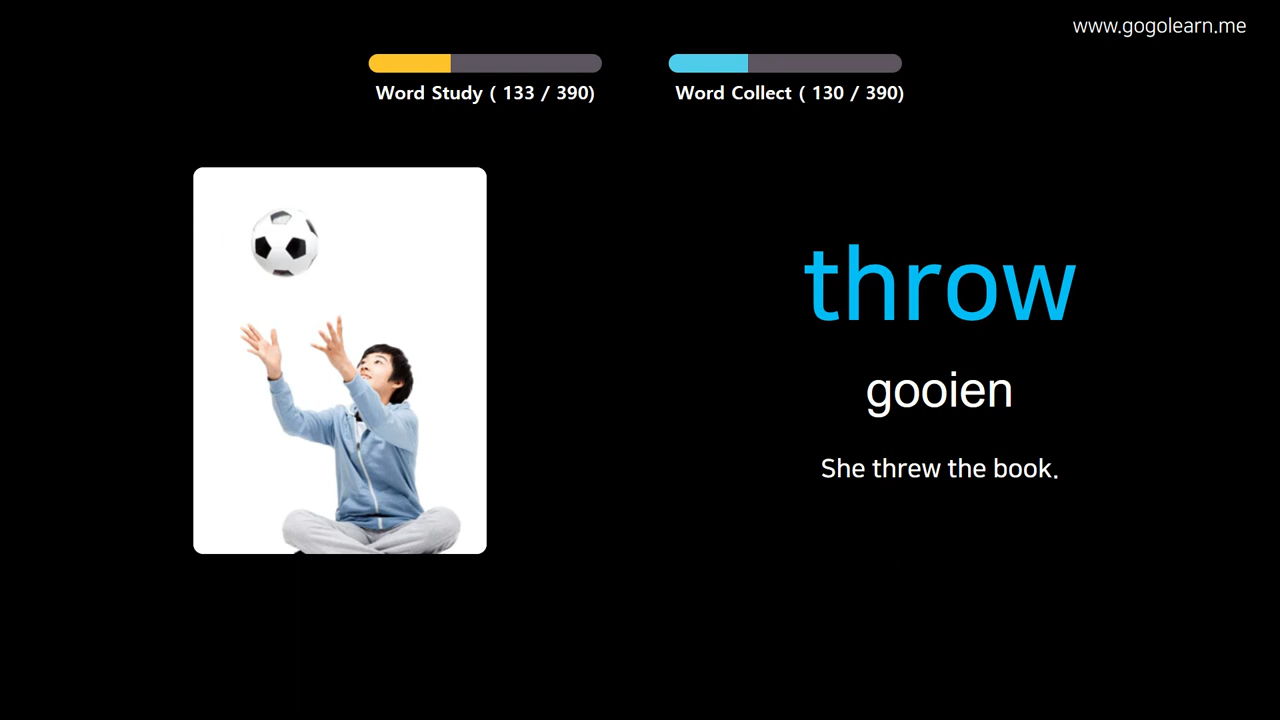 www.gogolearn.me
Word Study ( 133 / 390)
Word Collect ( 130 / 390)
throw
gooien
She threw the book.